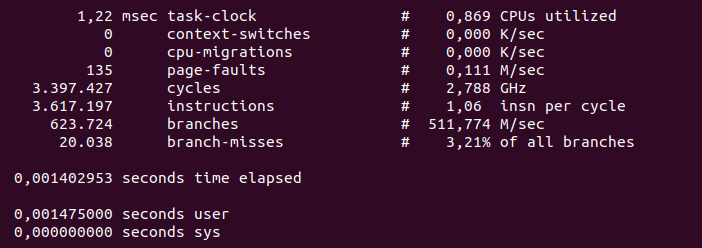 1,22 msec task-clock # 0,869 CPUs utilized
0 context-switches # 0,000 K/sec
0 cpu-migrations # 0,000 K/sec
135 page-faults # 0,111 M/sec
3.397.427 cycles # 2,788 GHz
3.617.197 instructions # 1,06 insn per cycle
623.724 branches # 511,774 M/sec
20.038 branch-misses # 3,21% of all branches
0,001402953 seconds time elapsed
0,001475000 seconds user
0,000000000 seconds sys